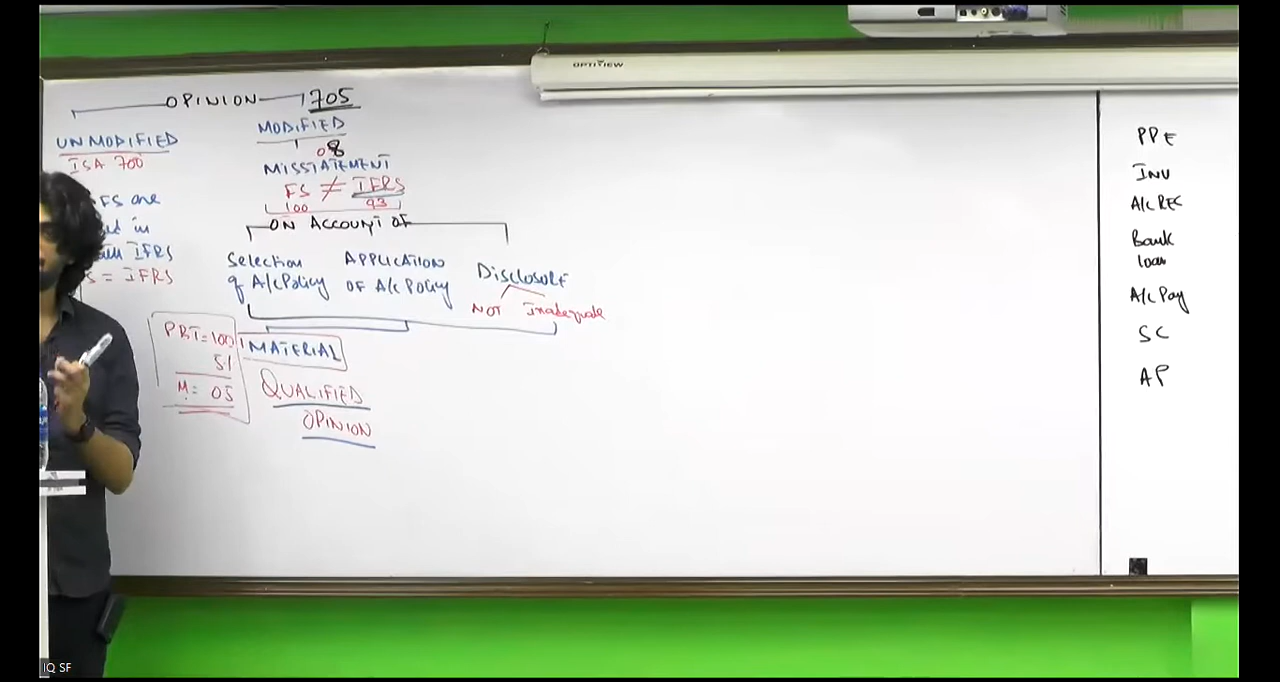 OPTIVIEW
OPINION 705
UNMODIFIED
ISA 700
FS are
in
IFRS
= IFRS
MODIFIED
08
MISSTATEMENT
FS ≠ IFRS
100 93
ON ACCOUNT OF
Selection
of A/c Policy
APPLICATION
OF A/c Policy
DISCLOSURE
NOT Inadequate
PBT = 100
5%
M = 05
MATERIAL
QUALIFIED
OPINION
PPE
INV
A/c REC
Bank
loan
A/c Pay
SC
AP
IQ SF